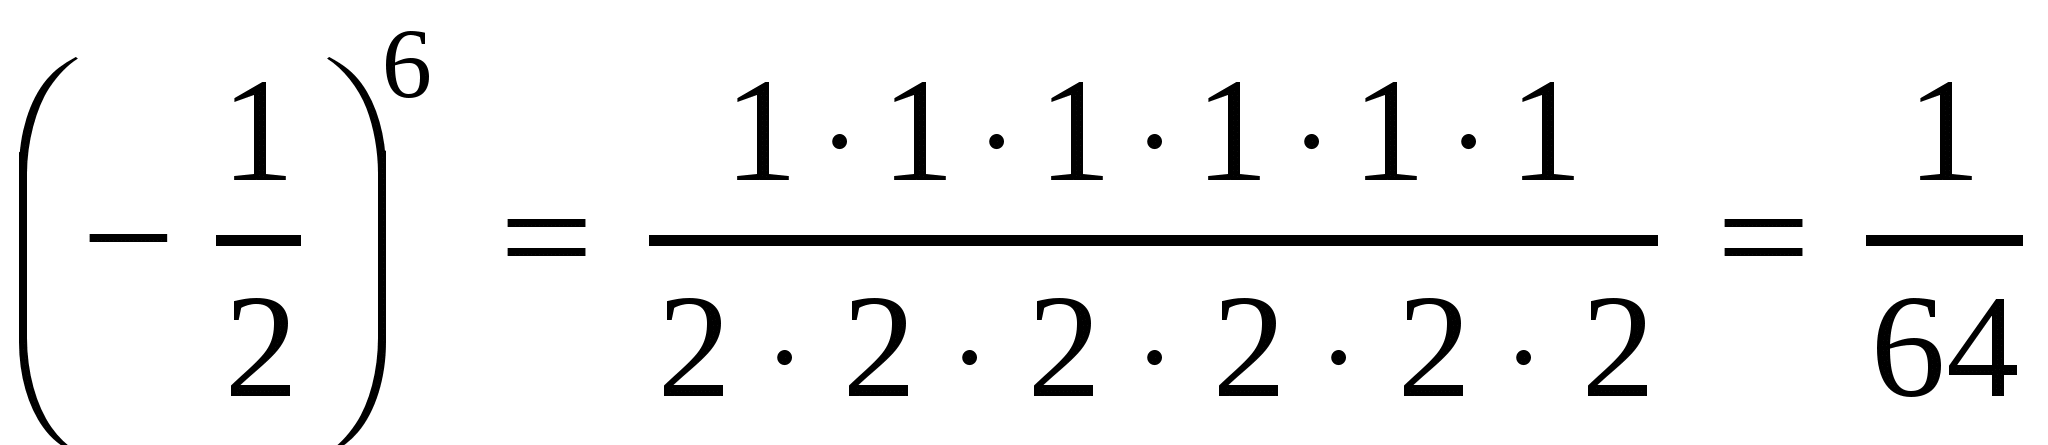 (− 1/2)^6 = (1 · 1 · 1 · 1 · 1 · 1)/(2 · 2 · 2 · 2 · 2 · 2) = 1/64